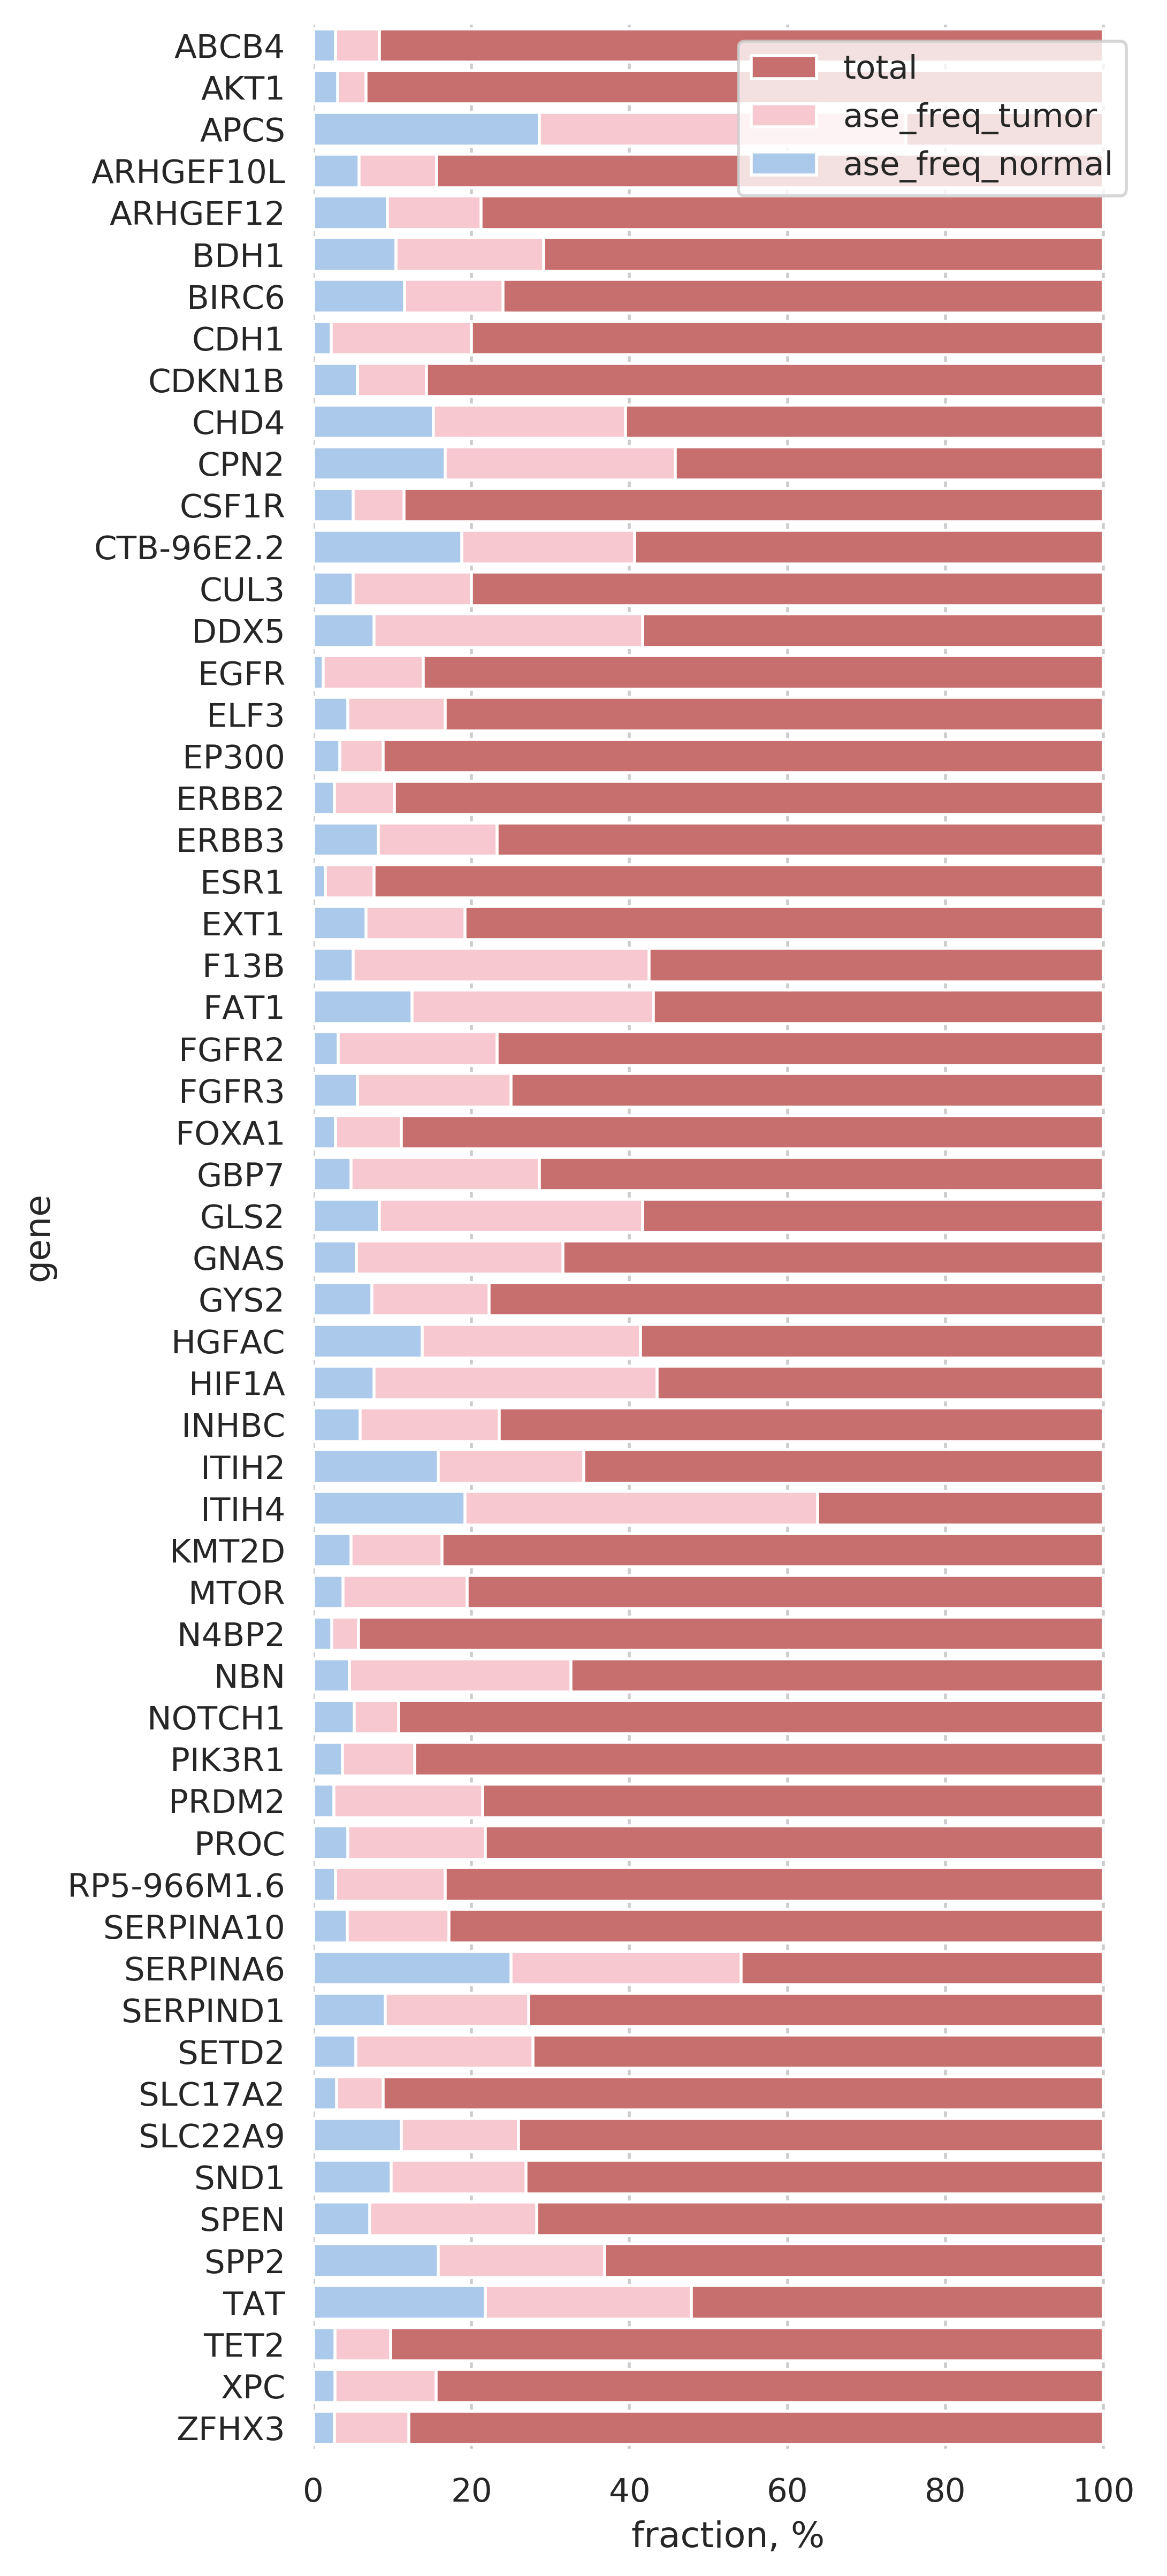 ABCB4
AKT1
APCS
ARHGEF10L
ARHGEF12
BDH1
BIRC6
CDH1
CDKN1B
CHD4
CPN2
CSF1R
CTB-96E2.2
CUL3
DDX5
EGFR
ELF3
EP300
ERBB2
ERBB3
ESR1
EXT1
F13B
FAT1
FGFR2
FGFR3
FOXA1
GBP7
GLS2
GNAS
GYS2
HGFAC
HIF1A
INHBC
ITIH2
ITIH4
KMT2D
MTOR
N4BP2
NBN
NOTCH1
PIK3R1
PRDM2
PROC
RP5-966M1.6
SERPINA10
SERPINA6
SERPIND1
SETD2
SLC17A2
SLC22A9
SND1
SPEN
SPP2
TAT
TET2
XPC
ZFHX3
gene
total
ase_freq_tumor
ase_freq_normal
0 20 40 60 80 100
fraction, %